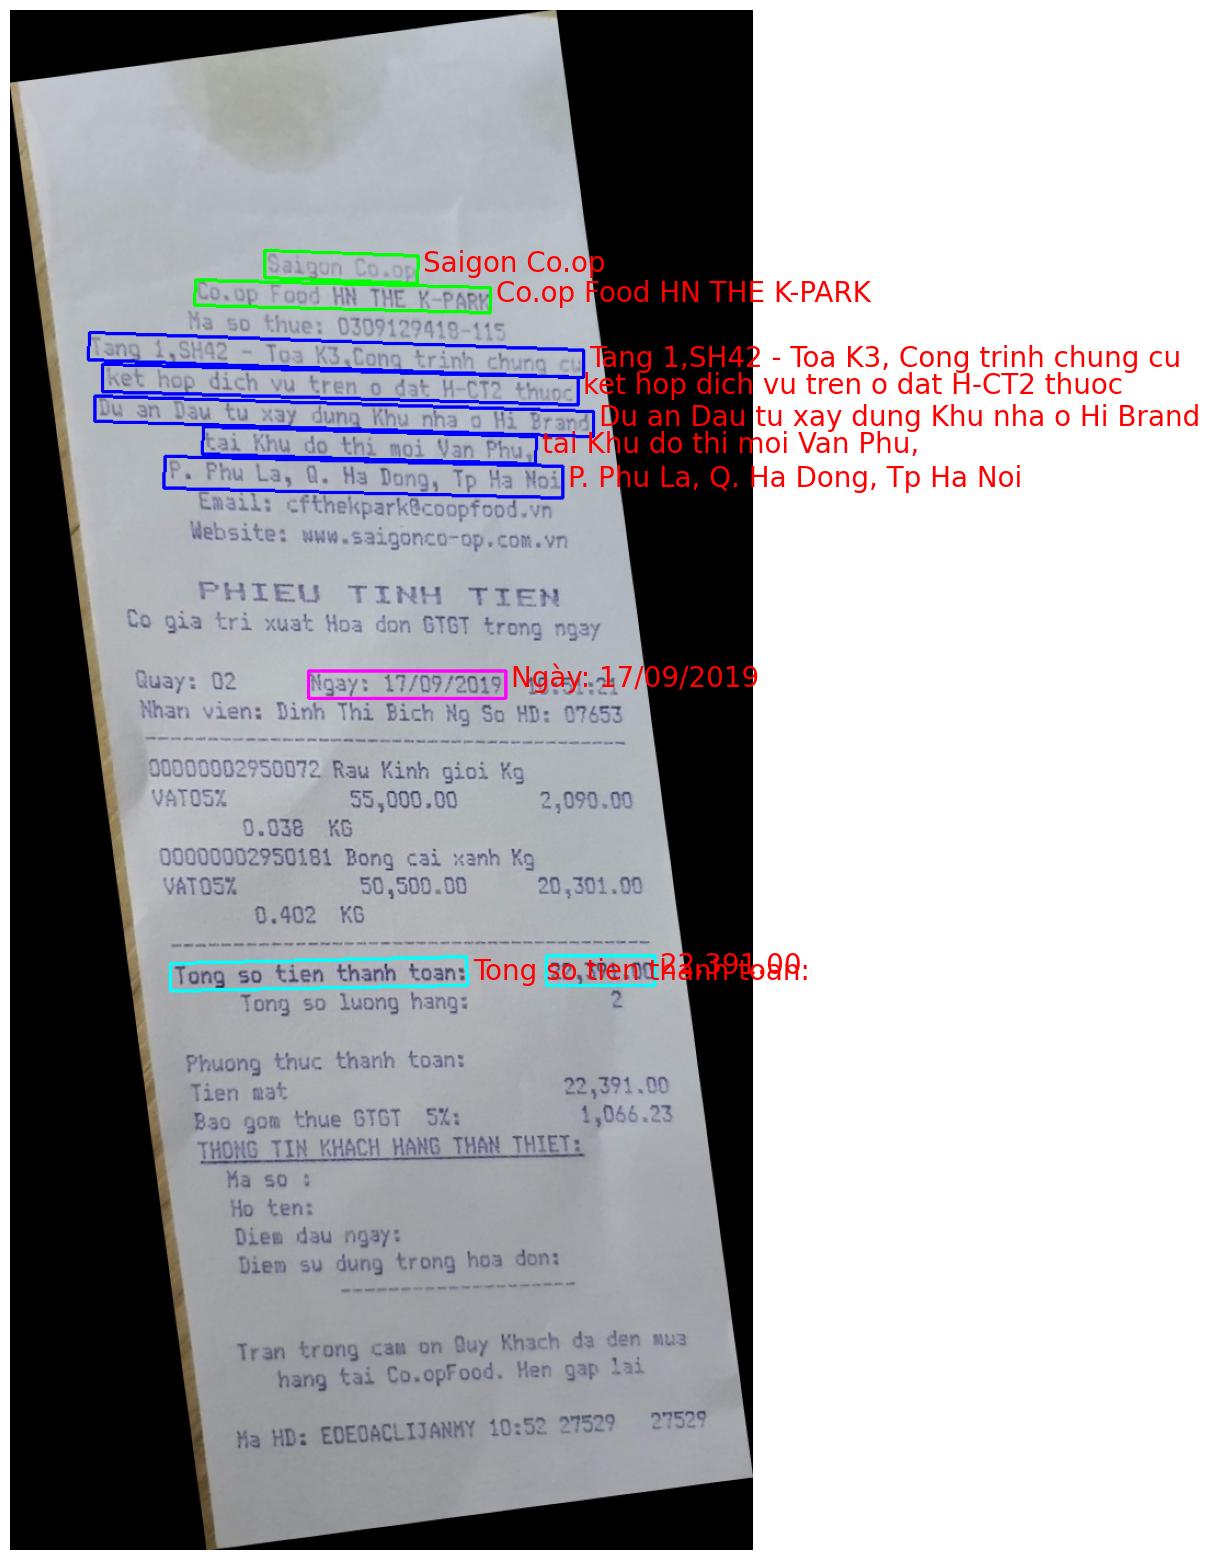 Saigon Co.op Saigon Co.op
Co.op Food HN THE K-PARK Co.op Food HN THE K-PARK
Ma so thue: 0309129418-115
Tang 1,SH42 - Toa K3,Cong trinh chung cu Tang 1,SH42 - Toa K3, Cong trinh chung cu
ket hop dich vu tren o dat H-CT2 thuoc ket hop dich vu tren o dat H-CT2 thuoc
Du an Dau tu xay dung Khu nha o Hi Brand Du an Dau tu xay dung Khu nha o Hi Brand
tai Khu do thi moi Van Phu, tai Khu do thi moi Van Phu,
P. Phu La, Q. Ha Dong, Tp Ha Noi P. Phu La, Q. Ha Dong, Tp Ha Noi
Email: cfthekpark@coopfood.vn
Website: www.saigonco-op.com.vn
PHIEU TINH TIEN
Co gia tri xuat Hoa don GTGT trong ngay
Quay: 02 Ngay: 17/09/2019 Ngày: 17/09/2019
Nhan vien: Dinh Thi Bich Ng So HD: 07653
00000002950072 Rau Kinh gioi Kg
VAT05% 55,000.00 2,090.00
0.038 KG
00000002950181 Bong cai xanh Kg
VAT05% 50,500.00 20,301.00
0.402 KG
Tong so tien thanh toan: Tong so tien thanh toan: 22,391.00 22,391.00
Tong so luong hang: 2
Phuong thuc thanh toan:
Tien mat 22,391.00
Bao gom thue GTGT 5%: 1,066.23
THONG TIN KHACH HANG THAN THIET:
Ma so :
Ho ten:
Diem dau ngay:
Diem su dung trong hoa don:
Tran trong cam on Quy Khach da den mua
hang tai Co.opFood. Hen gap lai
Ma HD: EOEOACLIJANMY 10:52 27529 27529